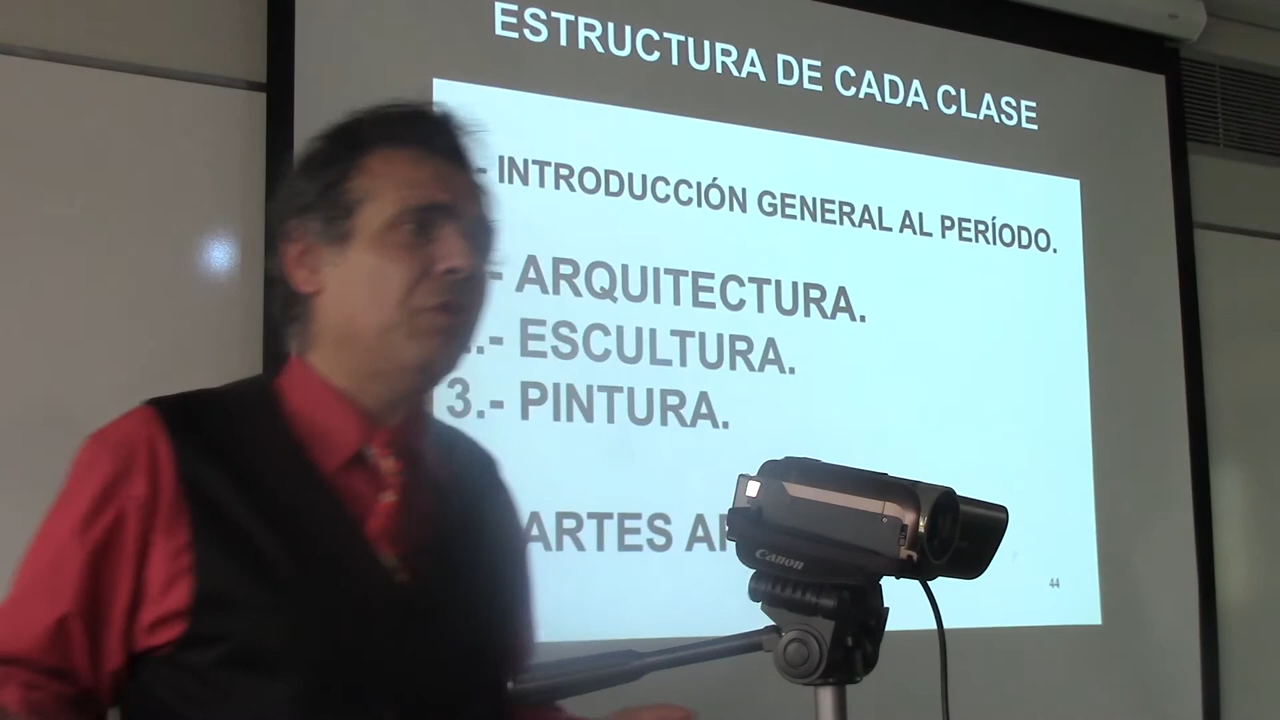 ESTRUCTURA DE CADA CLASE
- INTRODUCCIÓN GENERAL AL PERÍODO.
- ARQUITECTURA.
.- ESCULTURA.
3.- PINTURA.
ARTES
Canon
44